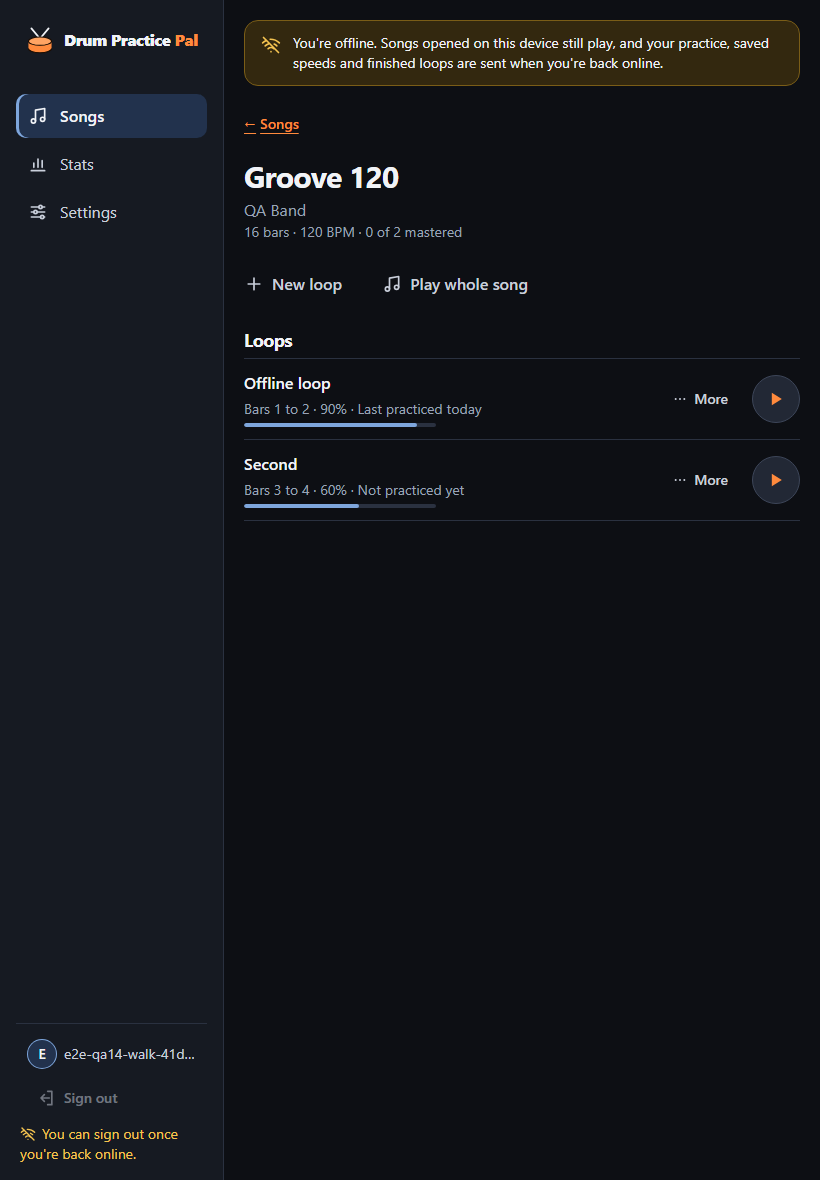 Drum Practice Pal
Songs
Stats
Settings
E
e2e-qa14-walk-41d...
Sign out
You can sign out once
you're back online.
You're offline. Songs opened on this device still play, and your practice, saved
speeds and finished loops are sent when you're back online.
← Songs
Groove 120
QA Band
16 bars · 120 BPM · 0 of 2 mastered
+ New loop
Play whole song
Loops
Offline loop
Bars 1 to 2 · 90% · Last practiced today
··· More
Second
Bars 3 to 4 · 60% · Not practiced yet
··· More